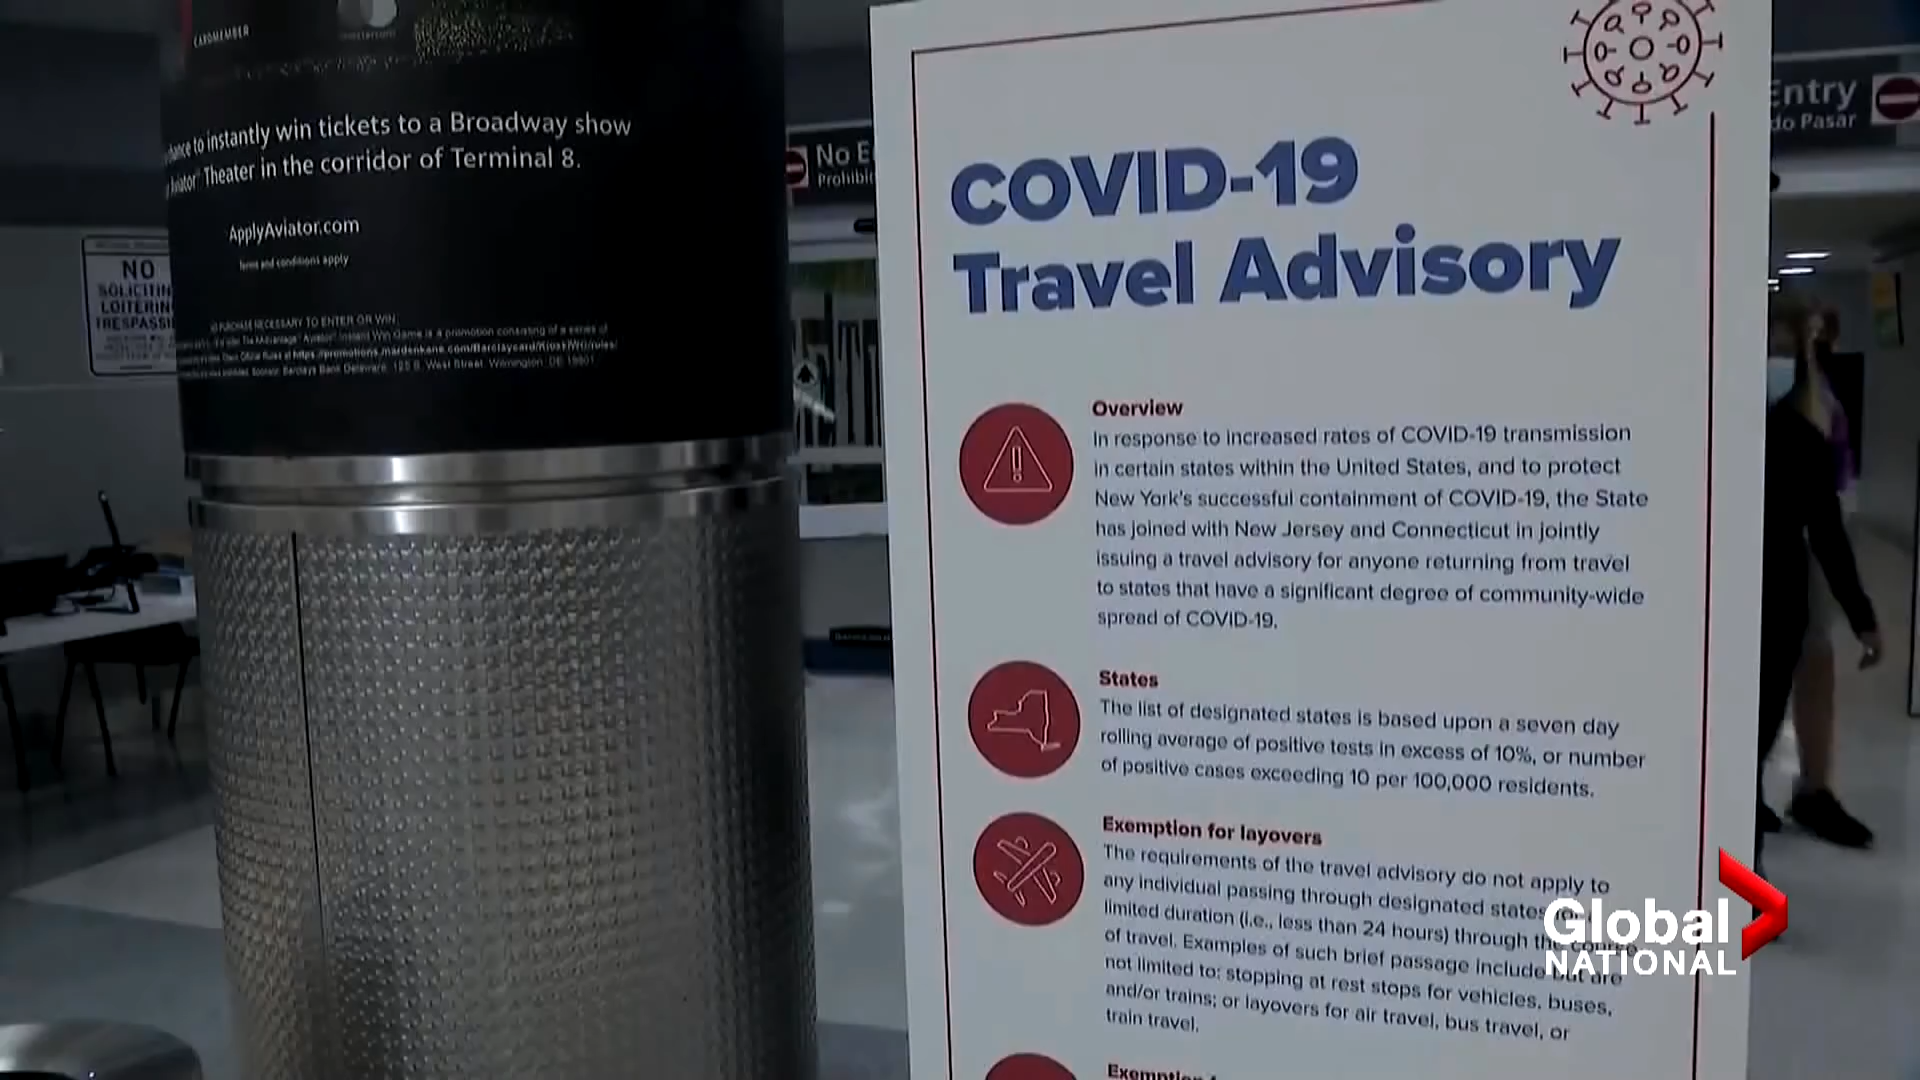 CARDMEMBER
to instantly win tickets to a Broadway show
Theater in the corridor of Terminal 8.
ApplyAviator.com
Terms and conditions apply
PURCHASE NECESSARY TO ENTER OR WIN.
NO
SOLICITIN
LOITERIN
TRESPASSI
No E
Prohibi
Entry
do Pasar
COVID-19
Travel Advisory
Overview
In response to increased rates of COVID-19 transmission
in certain states within the United States, and to protect
New York's successful containment of COVID-19, the State
has joined with New Jersey and Connecticut in jointly
issuing a travel advisory for anyone returning from travel
to states that have a significant degree of community-wide
spread of COVID-19.
States
The list of designated states is based upon a seven day
rolling average of positive tests in excess of 10%, or number
of positive cases exceeding 10 per 100,000 residents.
Exemption for layovers
The requirements of the travel advisory do not apply to
any individual passing through designated states for
limited duration (i.e., less than 24 hours) through the course
of travel. Examples of such brief passage include but are
not limited to: stopping at rest stops for vehicles, buses,
and/or trains; or layovers for air travel, bus travel, or
train travel.
Exemption
Global
NATIONAL